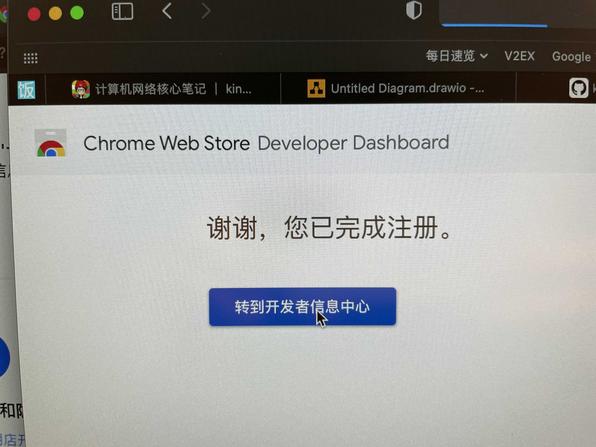 每日速览 V2EX Google
饭 计算机网络核心笔记 | kin... Untitled Diagram.drawio -...
Chrome Web Store Developer Dashboard
谢谢，您已完成注册。
转到开发者信息中心